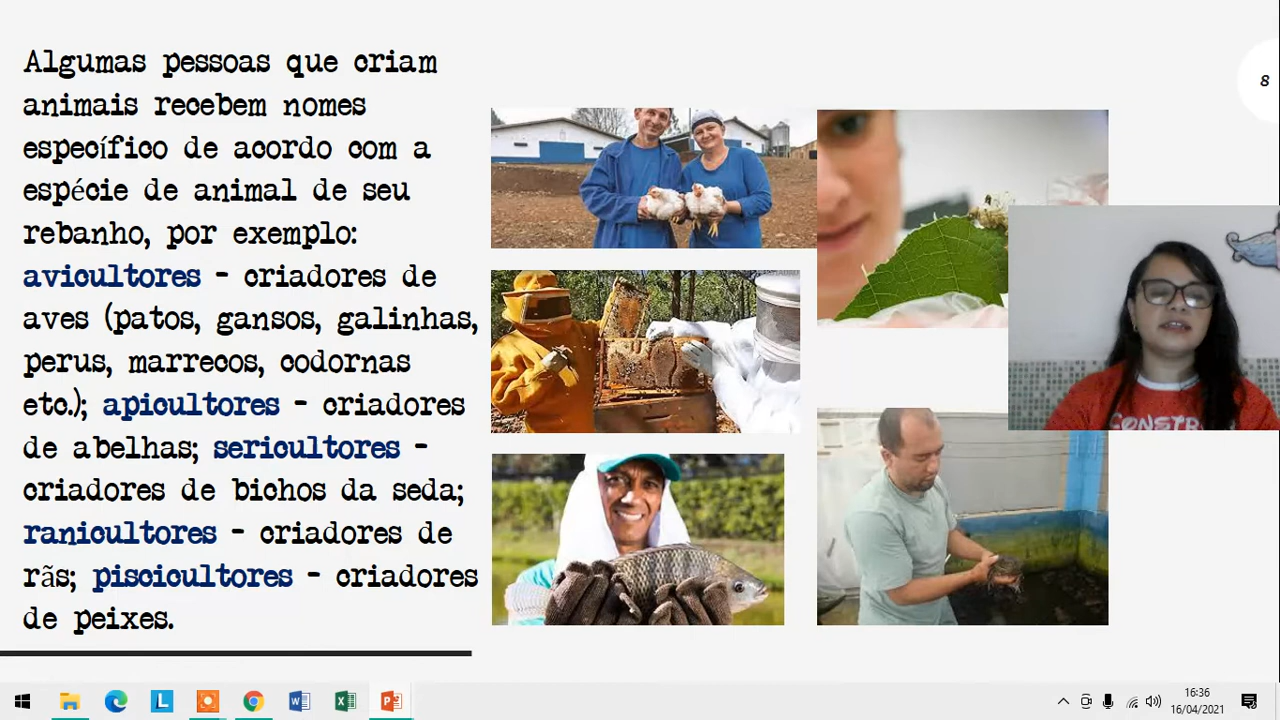 Algumas pessoas que criam
animais recebem nomes
específico de acordo com a
espécie de animal de seu
rebanho, por exemplo:
avicultores - criadores de
aves (patos, gansos, galinhas,
perus, marrecos, codornas
etc.); apicultores - criadores
de abelhas; sericultores -
criadores de bichos da seda;
ranicultores - criadores de
rãs; piscicultores - criadores
de peixes.
8
CONSTR
16:36
16/04/2021